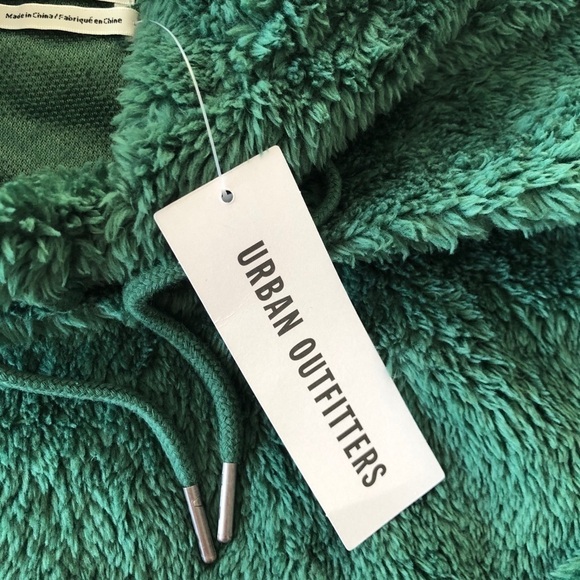 Made in China / Fabriqué en Chine
URBAN OUTFITTERS